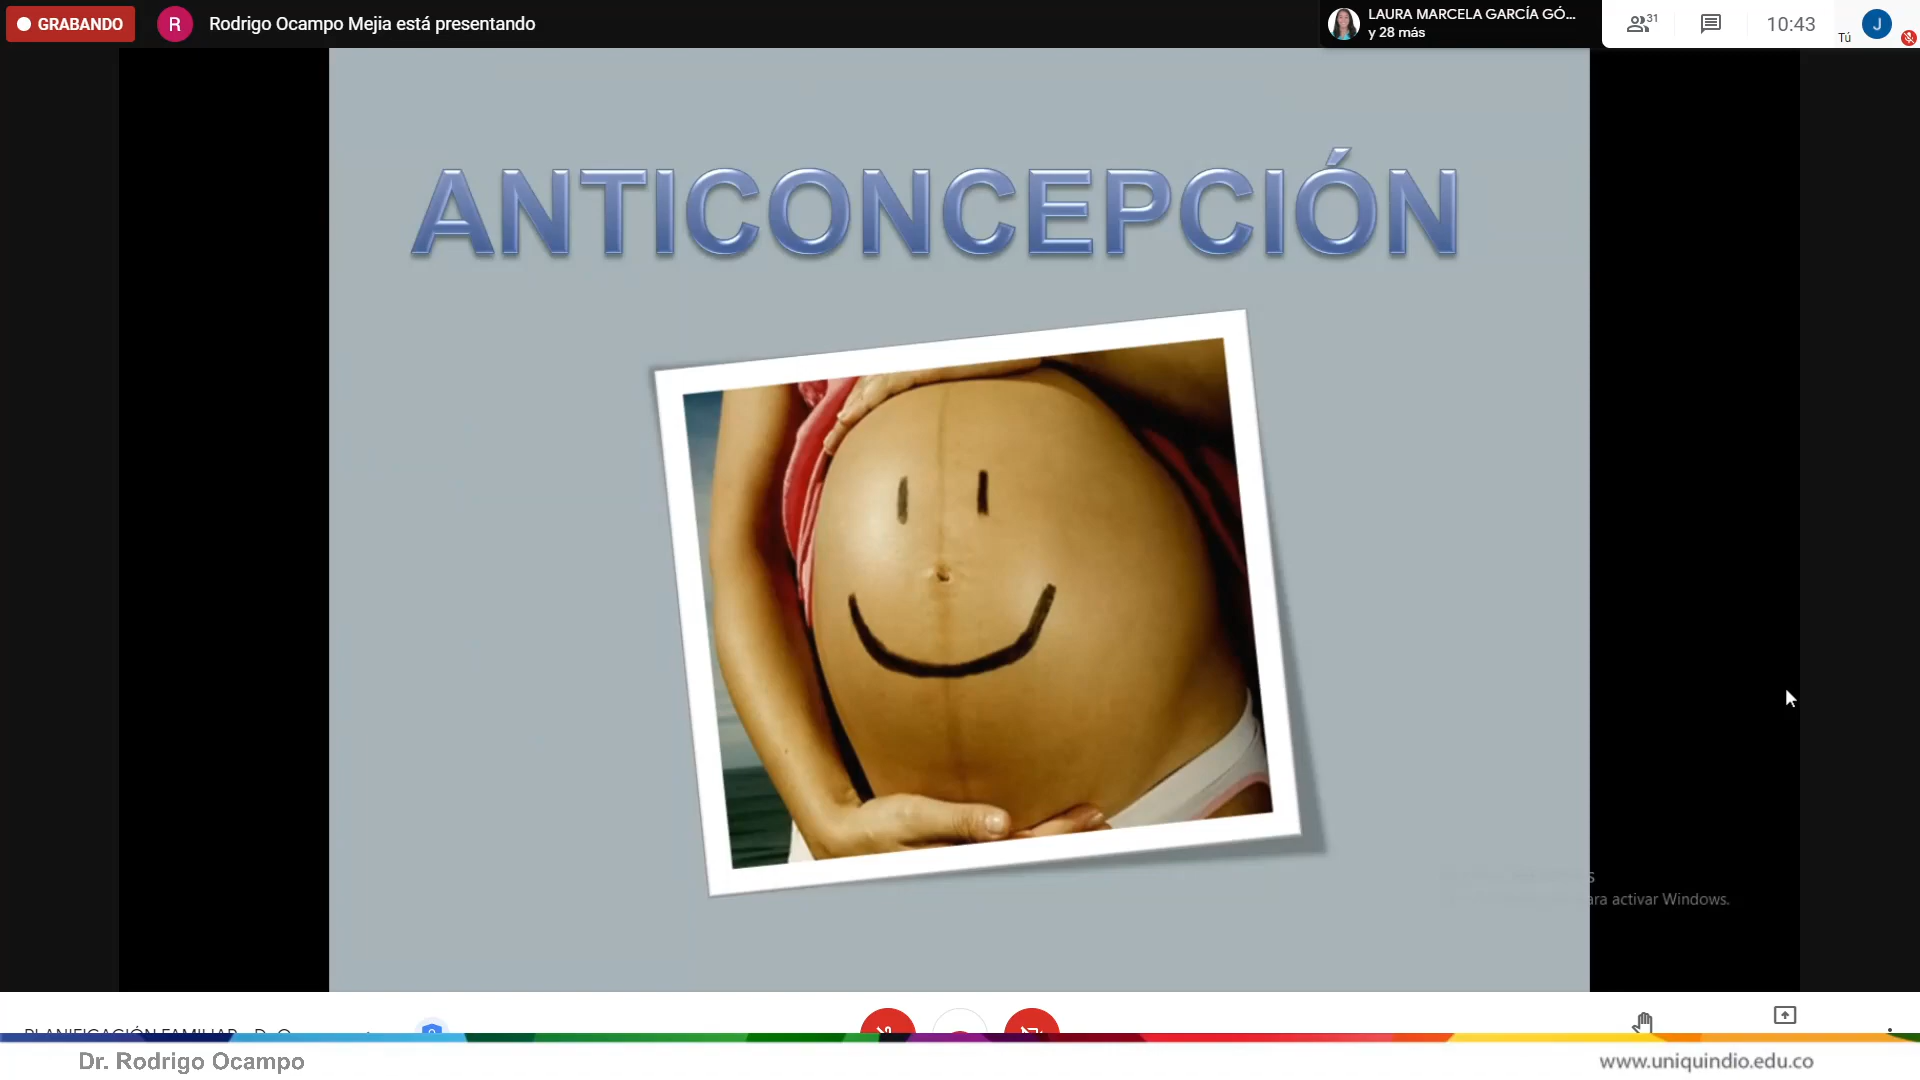 GRABANDO
R
Rodrigo Ocampo Mejia está presentando
LAURA MARCELA GARCÍA GÓ...
y 28 más
31
10:43
Tú
J
ANTICONCEPCIÓN
activar Windows.
PLANIFICACIÓN FAMILIAR
Dr. Rodrigo Ocampo
www.uniquindio.edu.co